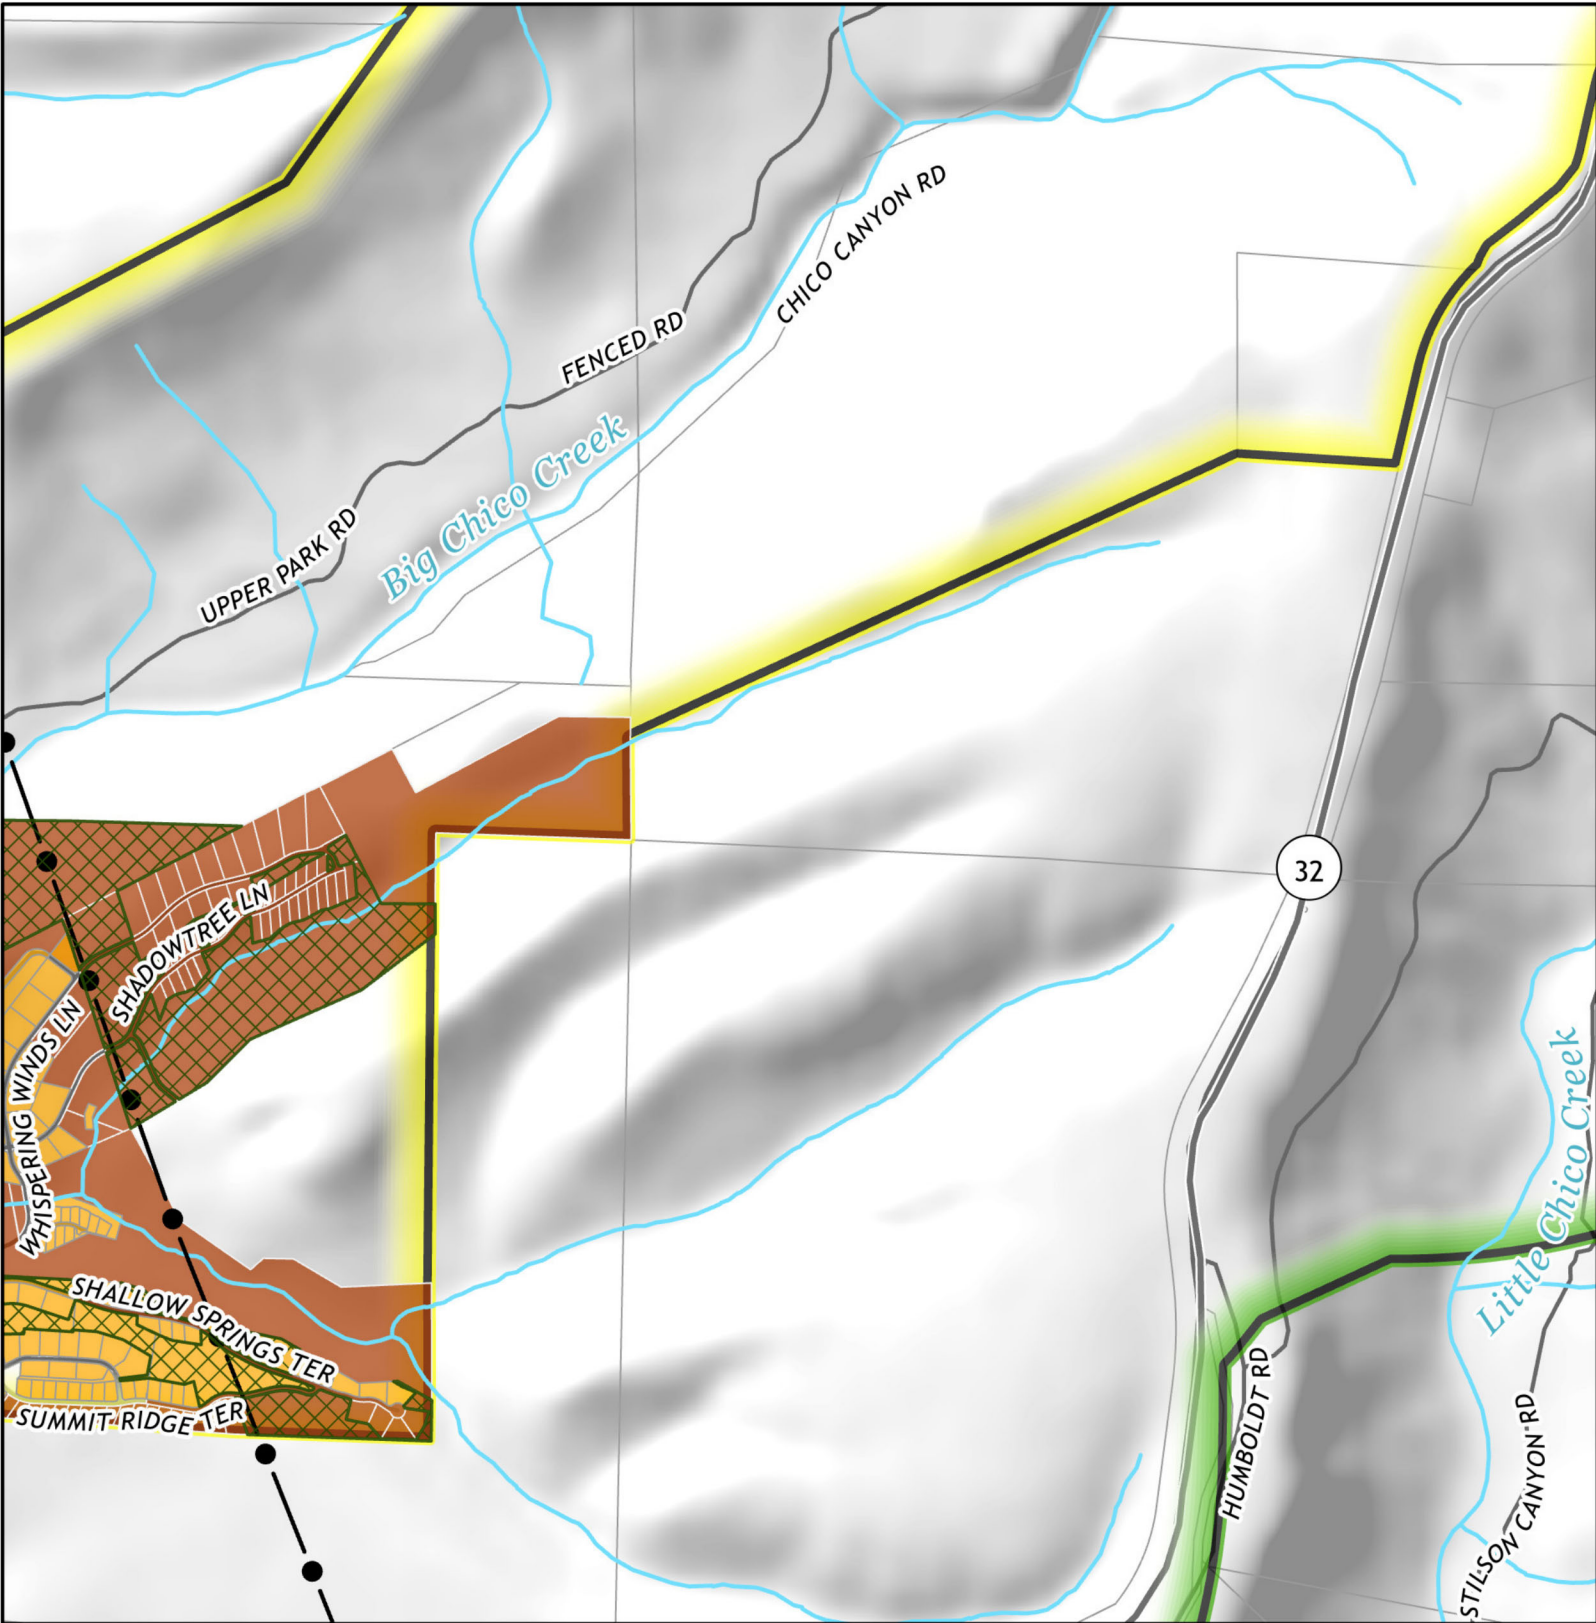 CHICO CANYON RD
FENCED RD
Big Chico Creek
UPPER PARK RD
32
SHADOWTREE LN
WHISPERING WINDS LN
Little Chico Creek
SHALLOW SPRINGS TER
SUMMIT RIDGE TER
HUMBOLDT RD
STILSON CANYON RD